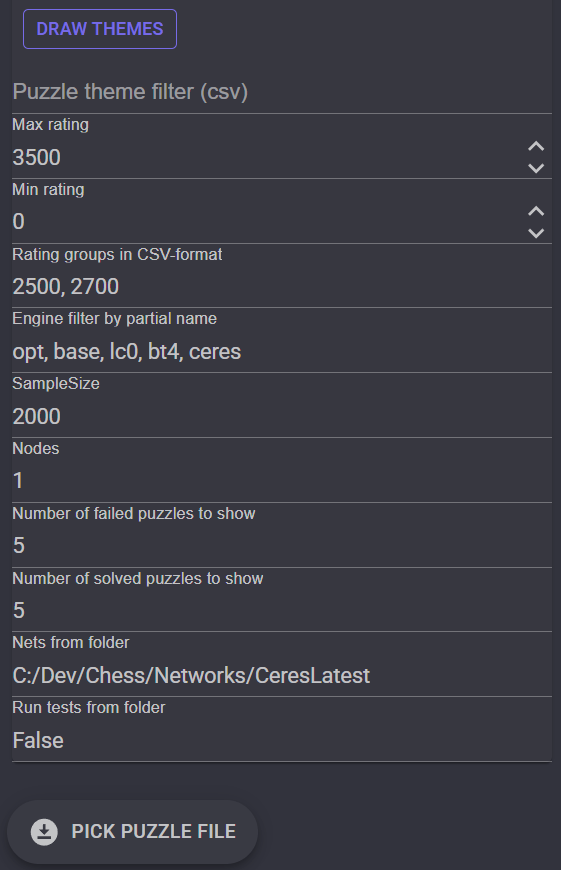 DRAW THEMES
Puzzle theme filter (csv)
Max rating
3500
Min rating
0
Rating groups in CSV-format
2500, 2700
Engine filter by partial name
opt, base, lc0, bt4, ceres
SampleSize
2000
Nodes
1
Number of failed puzzles to show
5
Number of solved puzzles to show
5
Nets from folder
C:/Dev/Chess/Networks/CeresLatest
Run tests from folder
False
PICK PUZZLE FILE